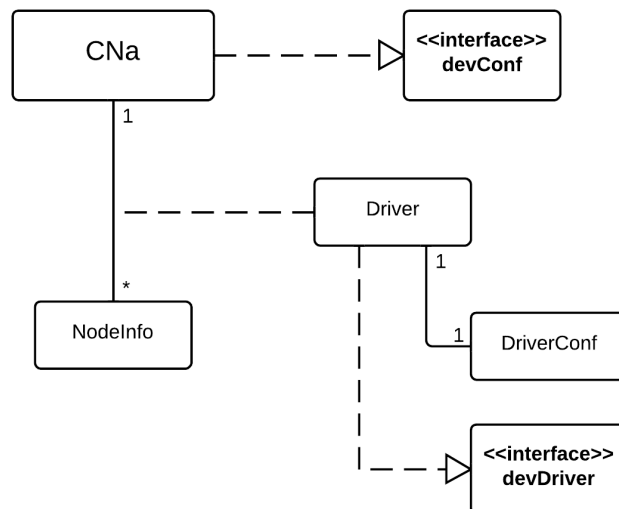 CNa
<<interface>>
devConf
1
Driver
1
*
NodeInfo
1
DriverConf
<<interface>>
devDriver